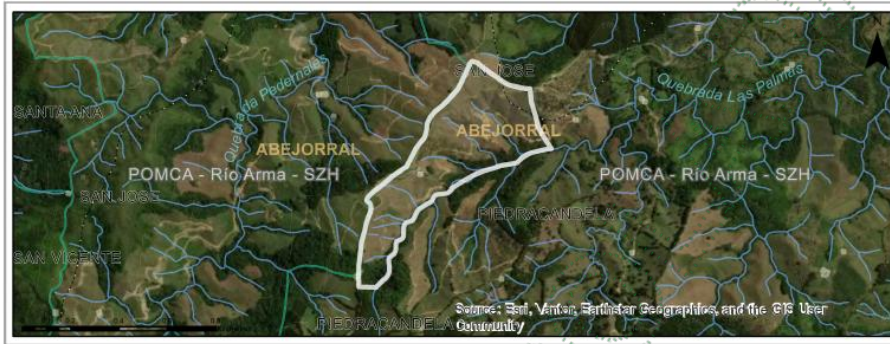 SAN JOSE
Quebrada Las Palmas
Quebrada Pedernales
SANTA ANA
ABEJORRAL
ABEJORRAL
POMCA - Río Arma - SZH
POMCA - Río Arma - SZH
SAN JOSE
PIEDRACANDELA
SAN VICENTE
PIEDRACANDELA
Source: Esri, Vantor, Earthstar Geographics, and the GIS User
Community